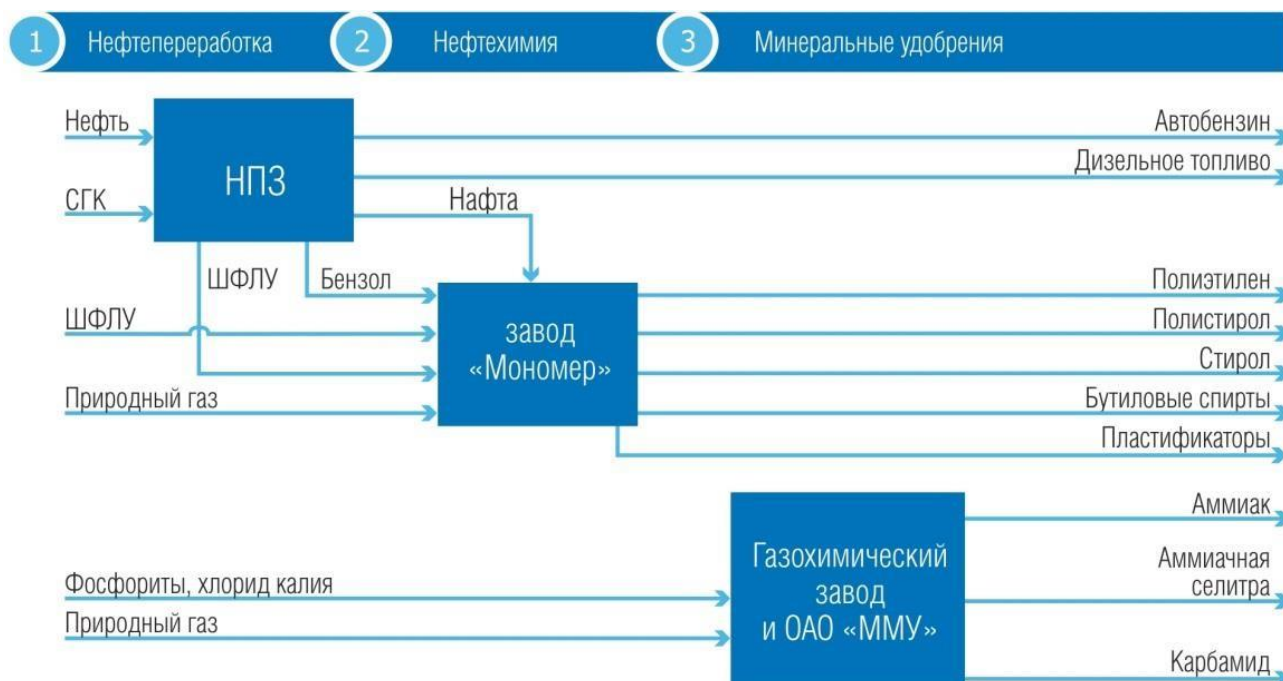 1 Нефтепереработка 2 Нефтехимия 3 Минеральные удобрения
Нефть
Автобензин
Дизельное топливо
НПЗ
СГК
Нафта
ШФЛУ
Бензол
Полиэтилен
ШФЛУ
Полистирол
завод
«Мономер»
Стирол
Природный газ
Бутиловые спирты
Пластификаторы
Аммиак
Газохимический
завод
и ОАО «ММУ»
Аммиачная
селитра
Фосфориты, хлорид калия
Природный газ
Карбамид